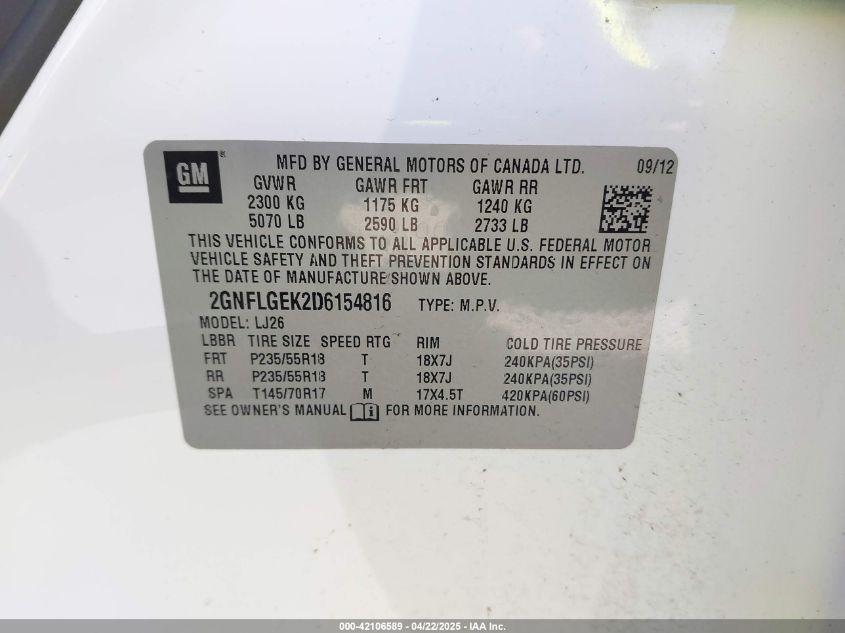 GM ® MFD BY GENERAL MOTORS OF CANADA LTD. 09/12
GVWR GAWR FRT GAWR RR
2300 KG 1175 KG 1240 KG
5070 LB 2590 LB 2733 LB
THIS VEHICLE CONFORMS TO ALL APPLICABLE U.S. FEDERAL MOTOR
VEHICLE SAFETY AND THEFT PREVENTION STANDARDS IN EFFECT ON
THE DATE OF MANUFACTURE SHOWN ABOVE.
2GNFLGEK2D6154816 TYPE: M.P.V.
MODEL: LJ26
LBBR TIRE SIZE SPEED RTG RIM COLD TIRE PRESSURE
FRT P235/55R18 T 18X7J 240KPA(35PSI)
RR P235/55R18 T 18X7J 240KPA(35PSI)
SPA T145/70R17 M 17X4.5T 420KPA(60PSI)
SEE OWNER'S MANUAL i FOR MORE INFORMATION.
000-42106589 - 04/22/2025 - IAA Inc.